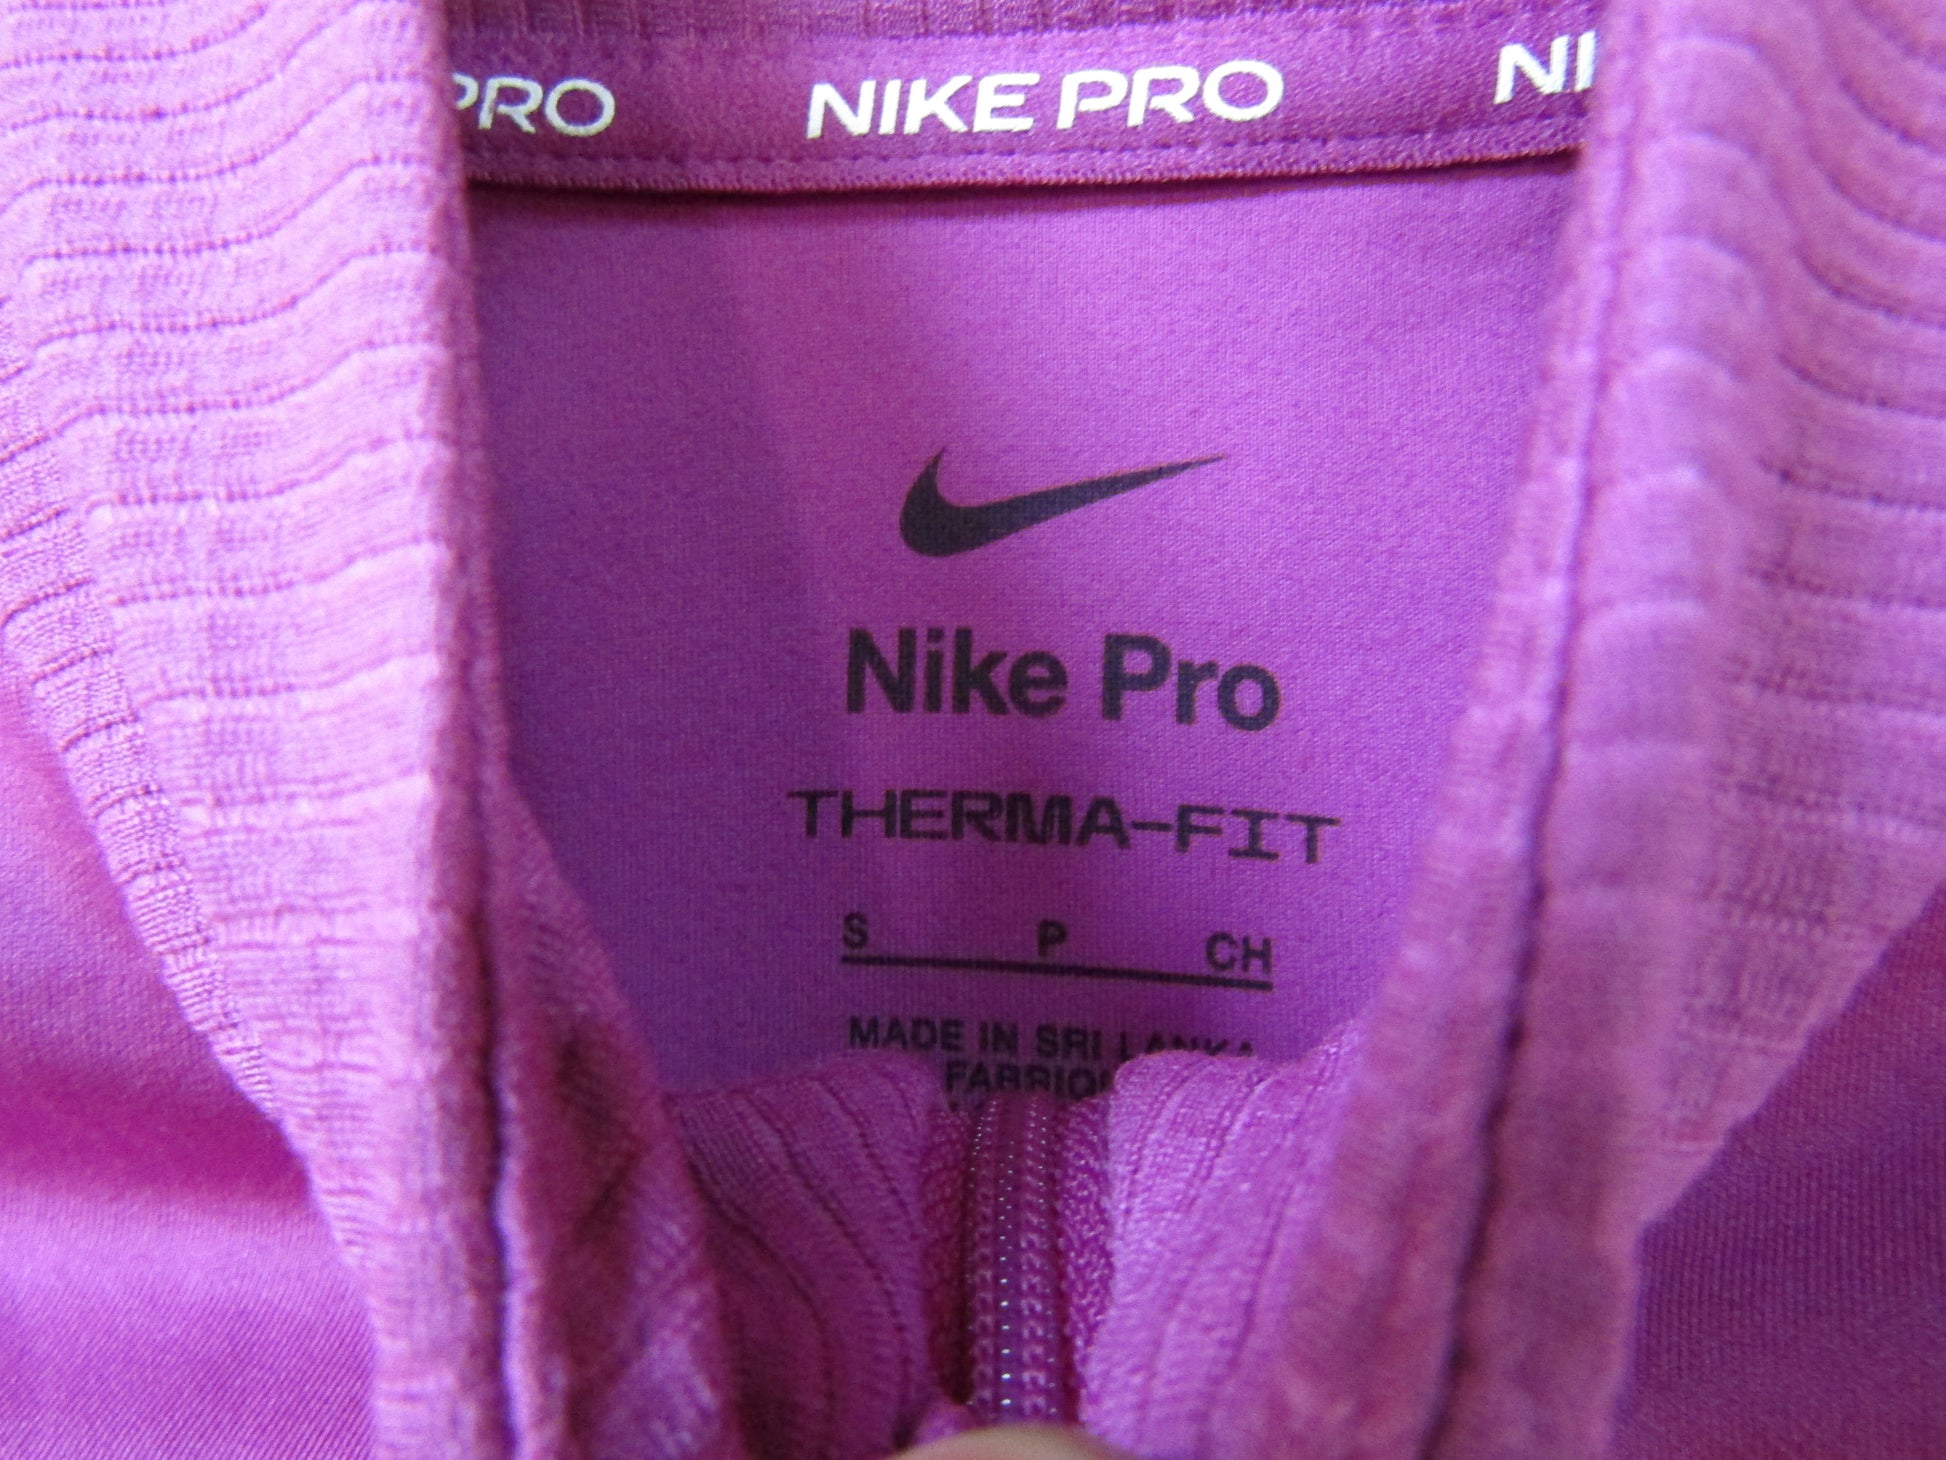 PRO NIKE PRO NI
Nike Pro
THERMA-FIT
S P CH
MADE IN SRI LANKA